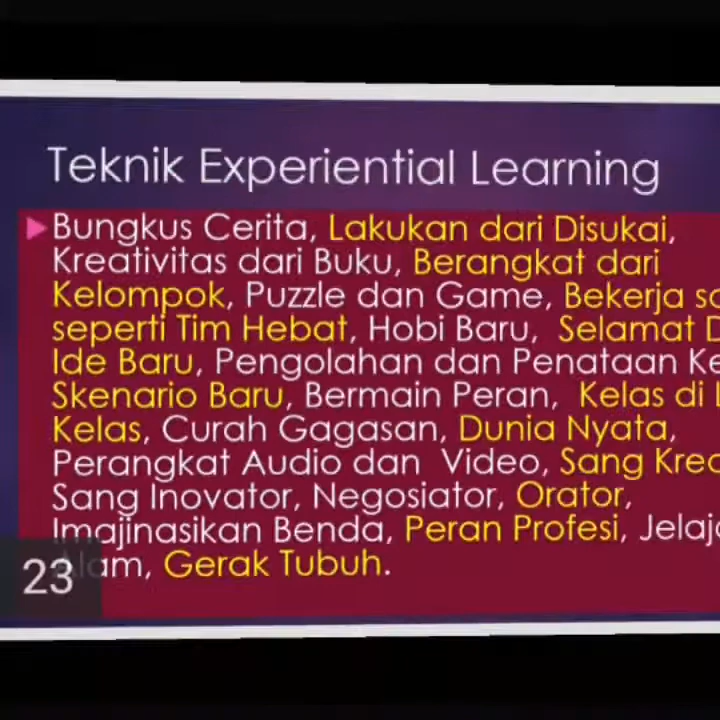 Teknik Experiential Learning
Bungkus Cerita, Lakukan dari Disukai,
Kreativitas dari Buku, Berangkat dari
Kelompok, Puzzle dan Game, Bekerja
seperti Tim Hebat, Hobi Baru, Selamat
Ide Baru, Pengolahan dan Penataan
Skenario Baru, Bermain Peran, Kelas di
Kelas, Curah Gagasan, Dunia Nyata,
Perangkat Audio dan Video, Sang
Sang Inovator, Negosiator, Orator,
Imajinasikan Benda, Peran Profesi,
Gerak Tubuh.
23